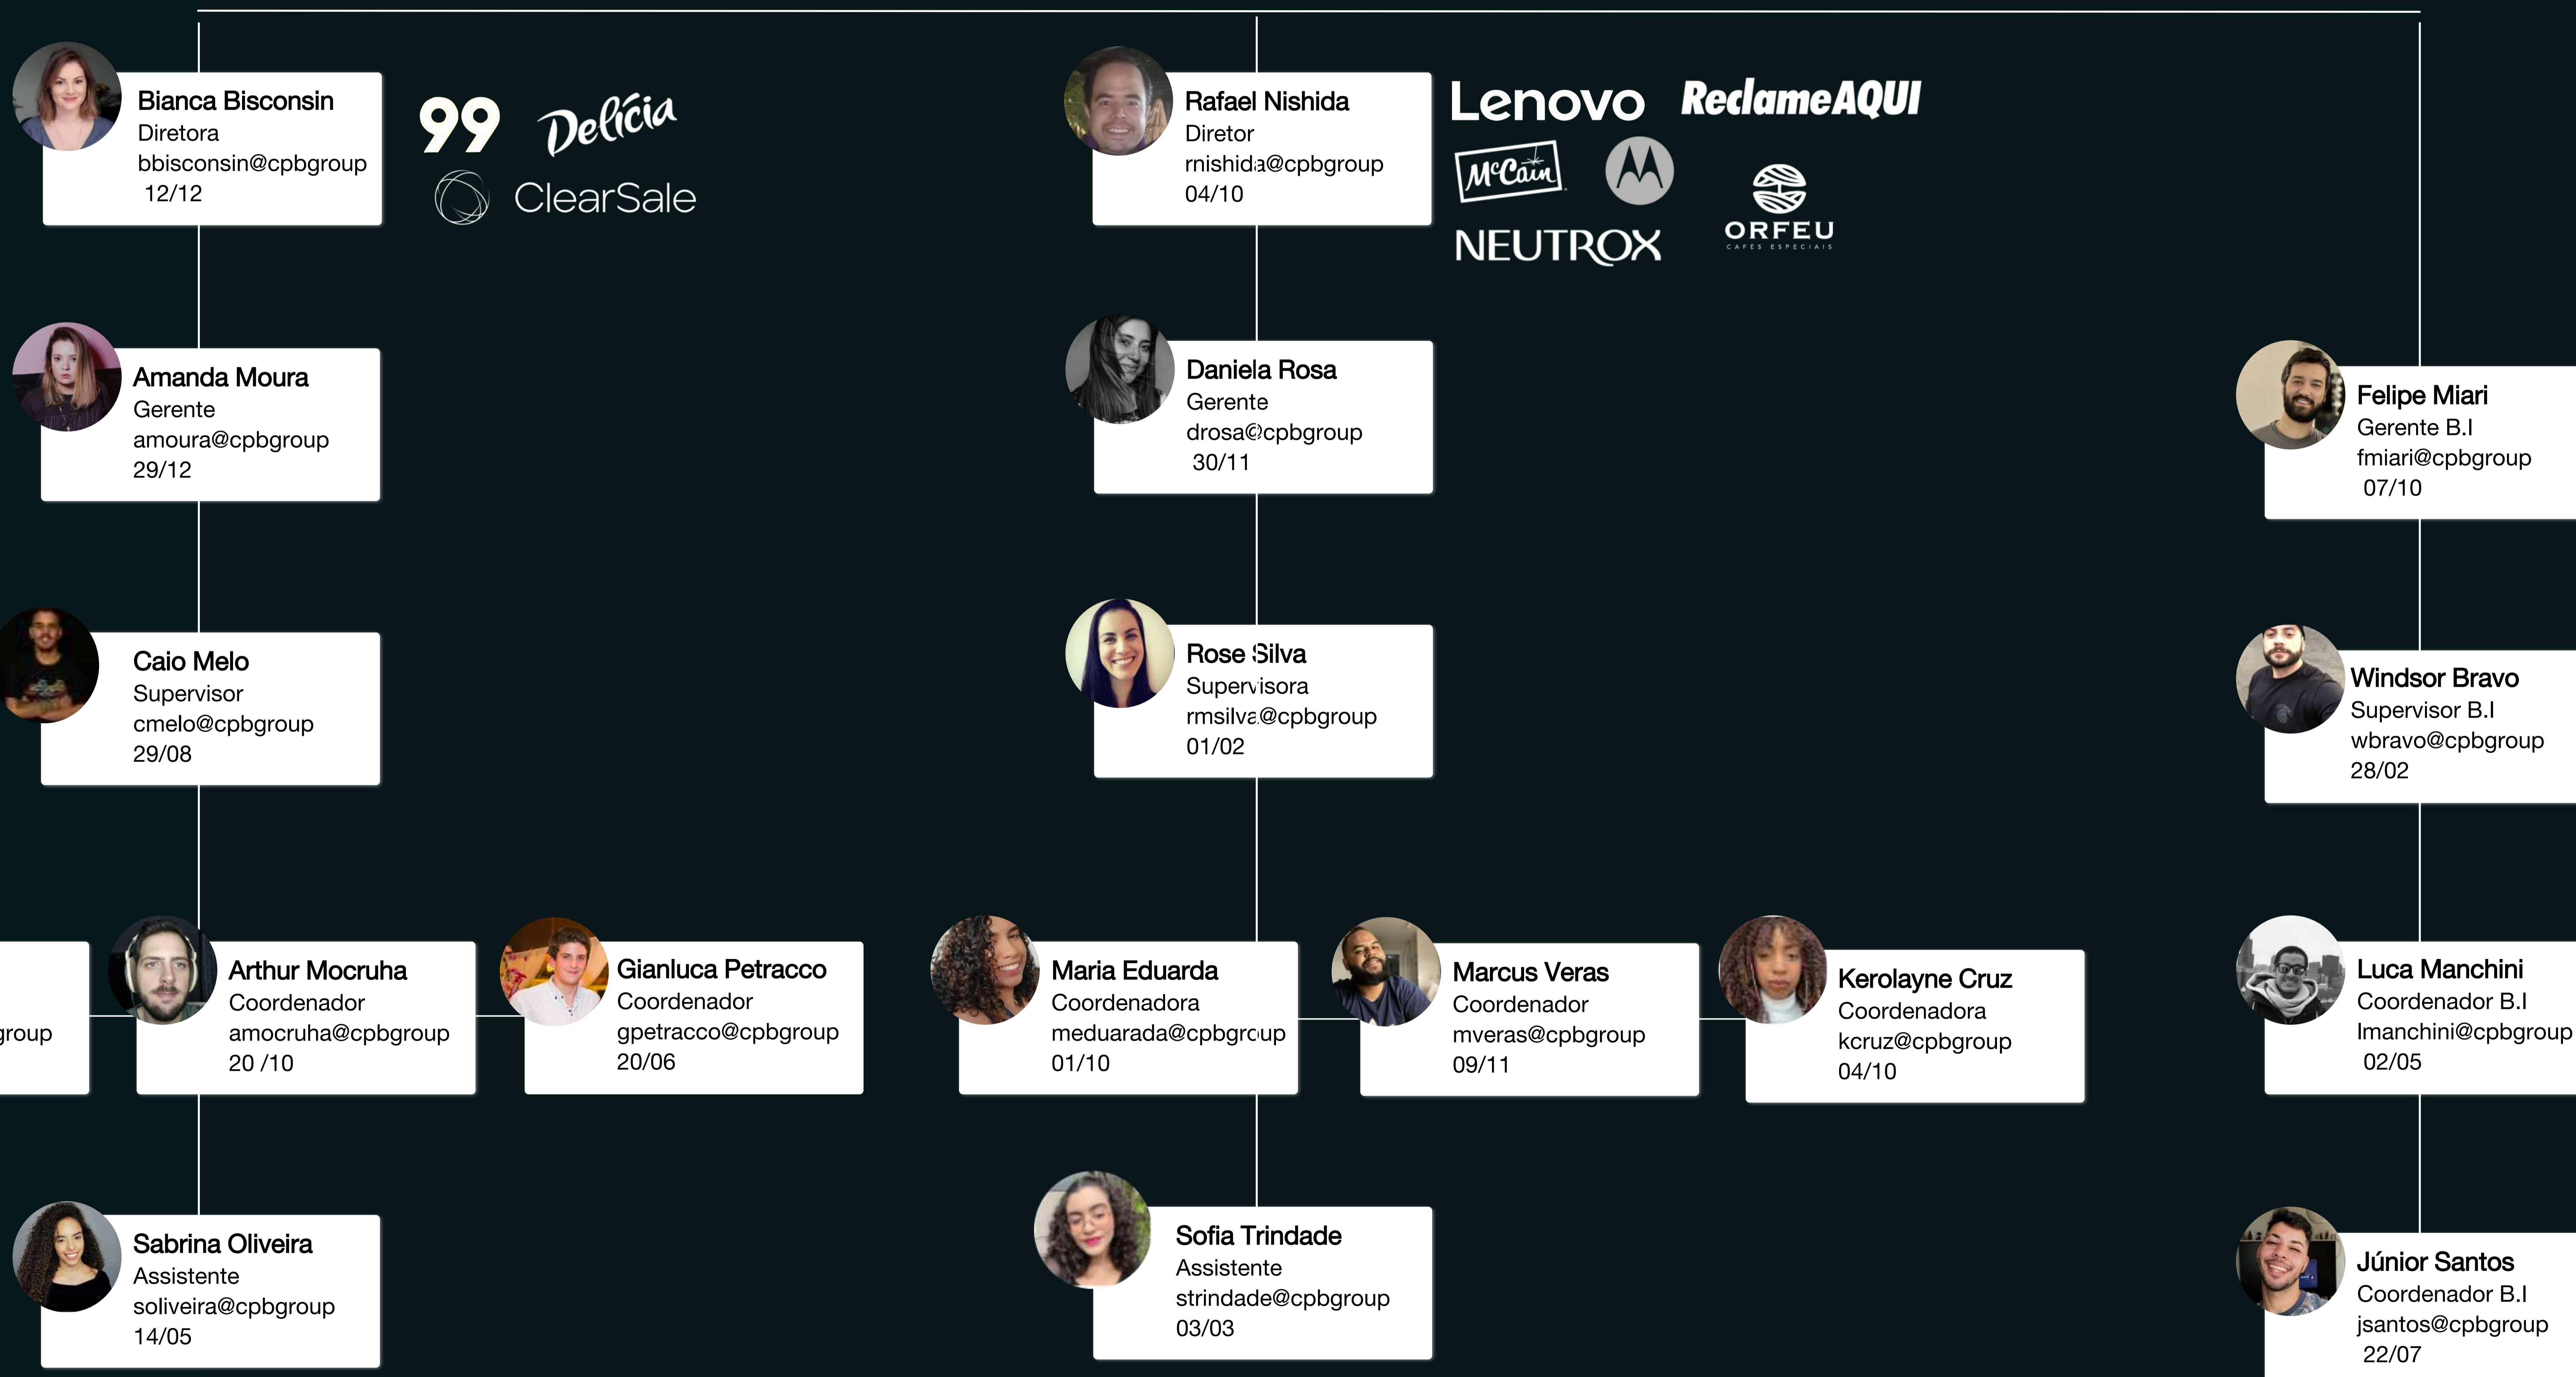 Bianca Bisconsin
Diretora
bbisconsin@cpbgroup
12/12
99
Delícia
ClearSale
Rafael Nishida
Diretor
rnishida@cpbgroup
04/10
Lenovo
ReclameAQUI
McCain
NEUTROX
ORFEU
CAFÉS ESPECIAIS
Amanda Moura
Gerente
amoura@cpbgroup
29/12
Daniela Rosa
Gerente
drosa@cpbgroup
30/11
Felipe Miari
Gerente B.I
fmiari@cpbgroup
07/10
Caio Melo
Supervisor
cmelo@cpbgroup
29/08
Rose Silva
Supervisora
rmsilva@cpbgroup
01/02
Windsor Bravo
Supervisor B.I
wbravo@cpbgroup
28/02
group
Arthur Mocruha
Coordenador
amocruha@cpbgroup
20 /10
Gianluca Petracco
Coordenador
gpetracco@cpbgroup
20/06
Maria Eduarda
Coordenadora
meduarada@cpbgroup
01/10
Marcus Veras
Coordenador
mveras@cpbgroup
09/11
Kerolayne Cruz
Coordenadora
kcruz@cpbgroup
04/10
Luca Manchini
Coordenador B.I
lmanchini@cpbgroup
02/05
Sabrina Oliveira
Assistente
soliveira@cpbgroup
14/05
Sofia Trindade
Assistente
strindade@cpbgroup
03/03
Júnior Santos
Coordenador B.I
jsantos@cpbgroup
22/07